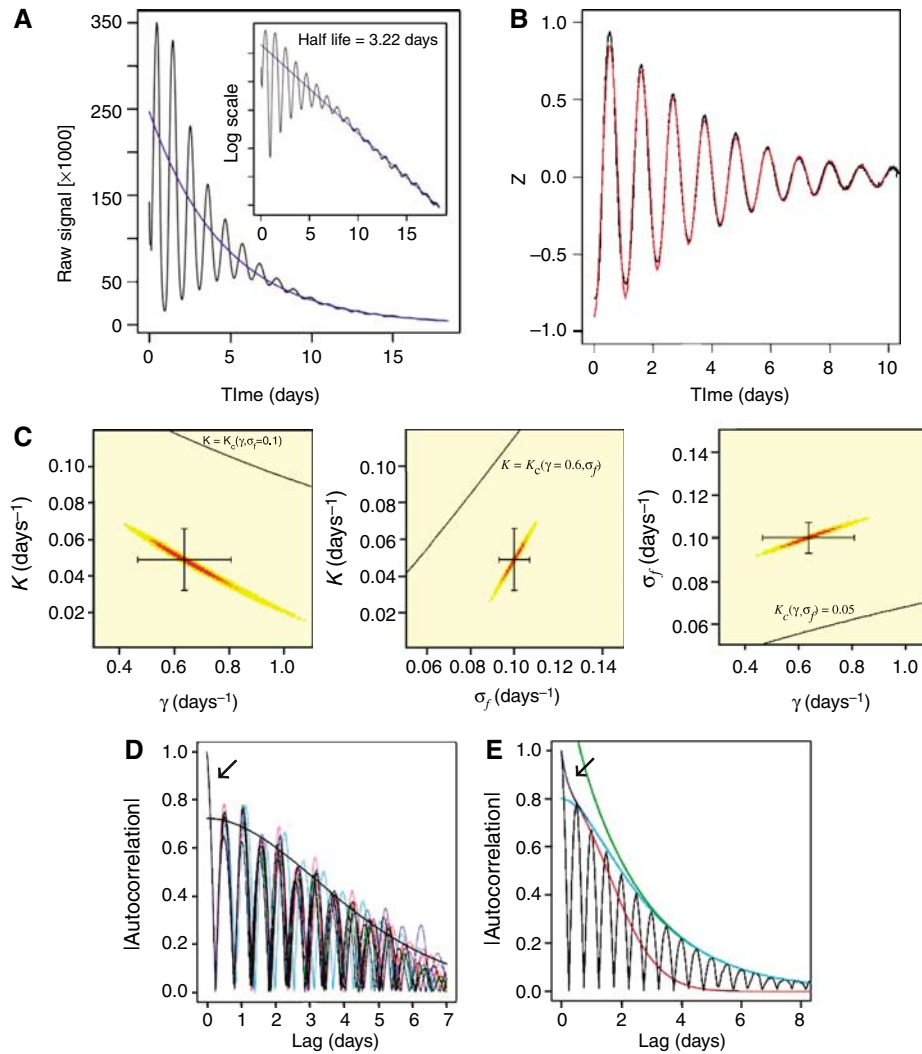 A
Raw signal [×1000]
350
250
150
50
0
0 5 10 15
TIme (days)
Half life = 3.22 days
Log scale
0 5 10 15
B
Z
1.0
0.5
0.0
−0.5
−1.0
0 2 4 6 8 10
TIme (days)
C
K (days−1)
0.10
0.08
0.06
0.04
0.02
K = Kc(γ,σf=0.1)
0.4 0.6 0.8 1.0
γ (days−1)
K (days−1)
0.10
0.08
0.06
0.04
0.02
K = Kc(γ = 0.6,σf)
0.06 0.08 0.10 0.12 0.14
σf (days−1)
σf (days−1)
0.14
0.12
0.10
0.08
0.06
Kc(γ,σf) = 0.05
0.4 0.6 0.8 1.0
γ (days−1)
D
|Autocorrelation|
1.0
0.8
0.6
0.4
0.2
0.0
0 1 2 3 4 5 6 7
Lag (days)
E
|Autocorrelation|
1.0
0.8
0.6
0.4
0.2
0.0
0 2 4 6 8
Lag (days)